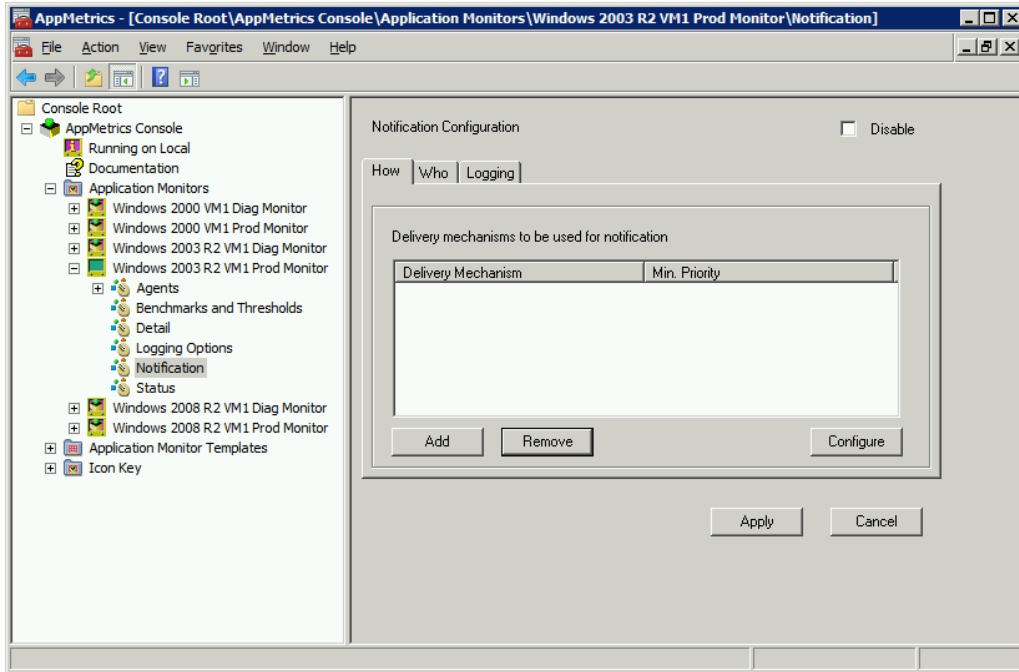 AppMetrics - [Console Root\AppMetrics Console\Application Monitors\Windows 2003 R2 VM1 Prod Monitor\Notification]
File Action View Favorites Window Help
Console Root
AppMetrics Console
Running on Local
Documentation
Application Monitors
Windows 2000 VM1 Diag Monitor
Windows 2000 VM1 Prod Monitor
Windows 2003 R2 VM1 Diag Monitor
Windows 2003 R2 VM1 Prod Monitor
Agents
Benchmarks and Thresholds
Detail
Logging Options
Notification
Status
Windows 2008 R2 VM1 Diag Monitor
Windows 2008 R2 VM1 Prod Monitor
Application Monitor Templates
Icon Key
Notification Configuration
Disable
How Who Logging
Delivery mechanisms to be used for notification
Delivery Mechanism Min. Priority
Add Remove Configure
Apply Cancel